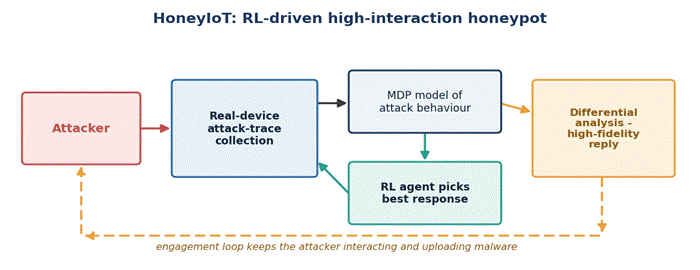 HoneyIoT: RL-driven high-interaction honeypot
Attacker
Real-device
attack-trace
collection
MDP model of
attack behaviour
RL agent picks
best response
Differential
analysis -
high-fidelity
reply
engagement loop keeps the attacker interacting and uploading malware